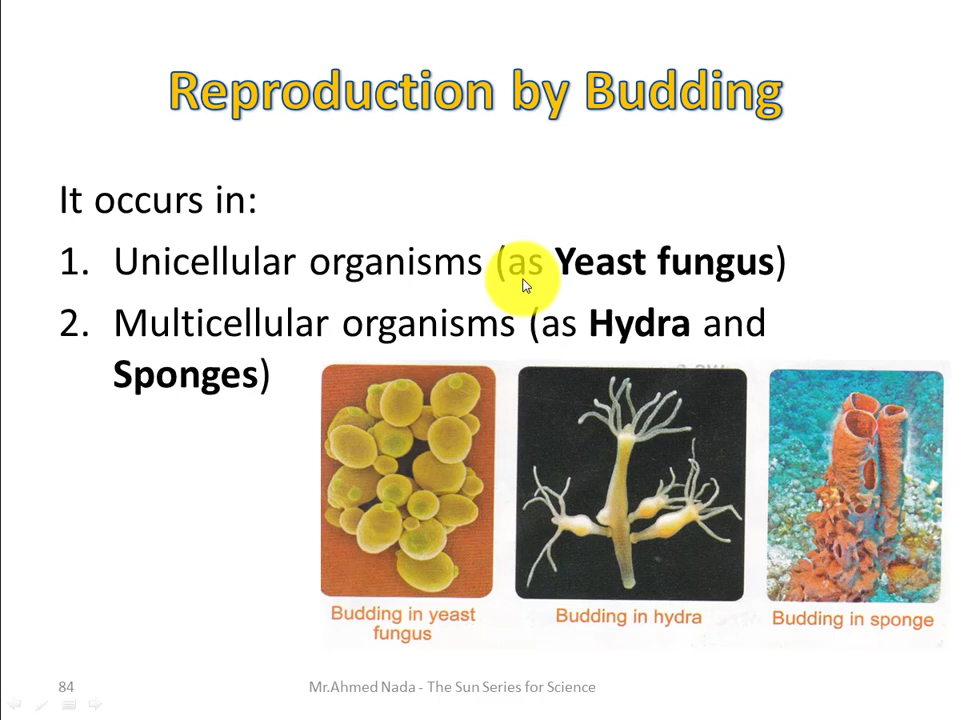 Reproduction by Budding
It occurs in:
1. Unicellular organisms (as Yeast fungus)
2. Multicellular organisms (as Hydra and
Sponges)
Budding in yeast
fungus
Budding in hydra
Budding in sponge
84
Mr.Ahmed Nada - The Sun Series for Science